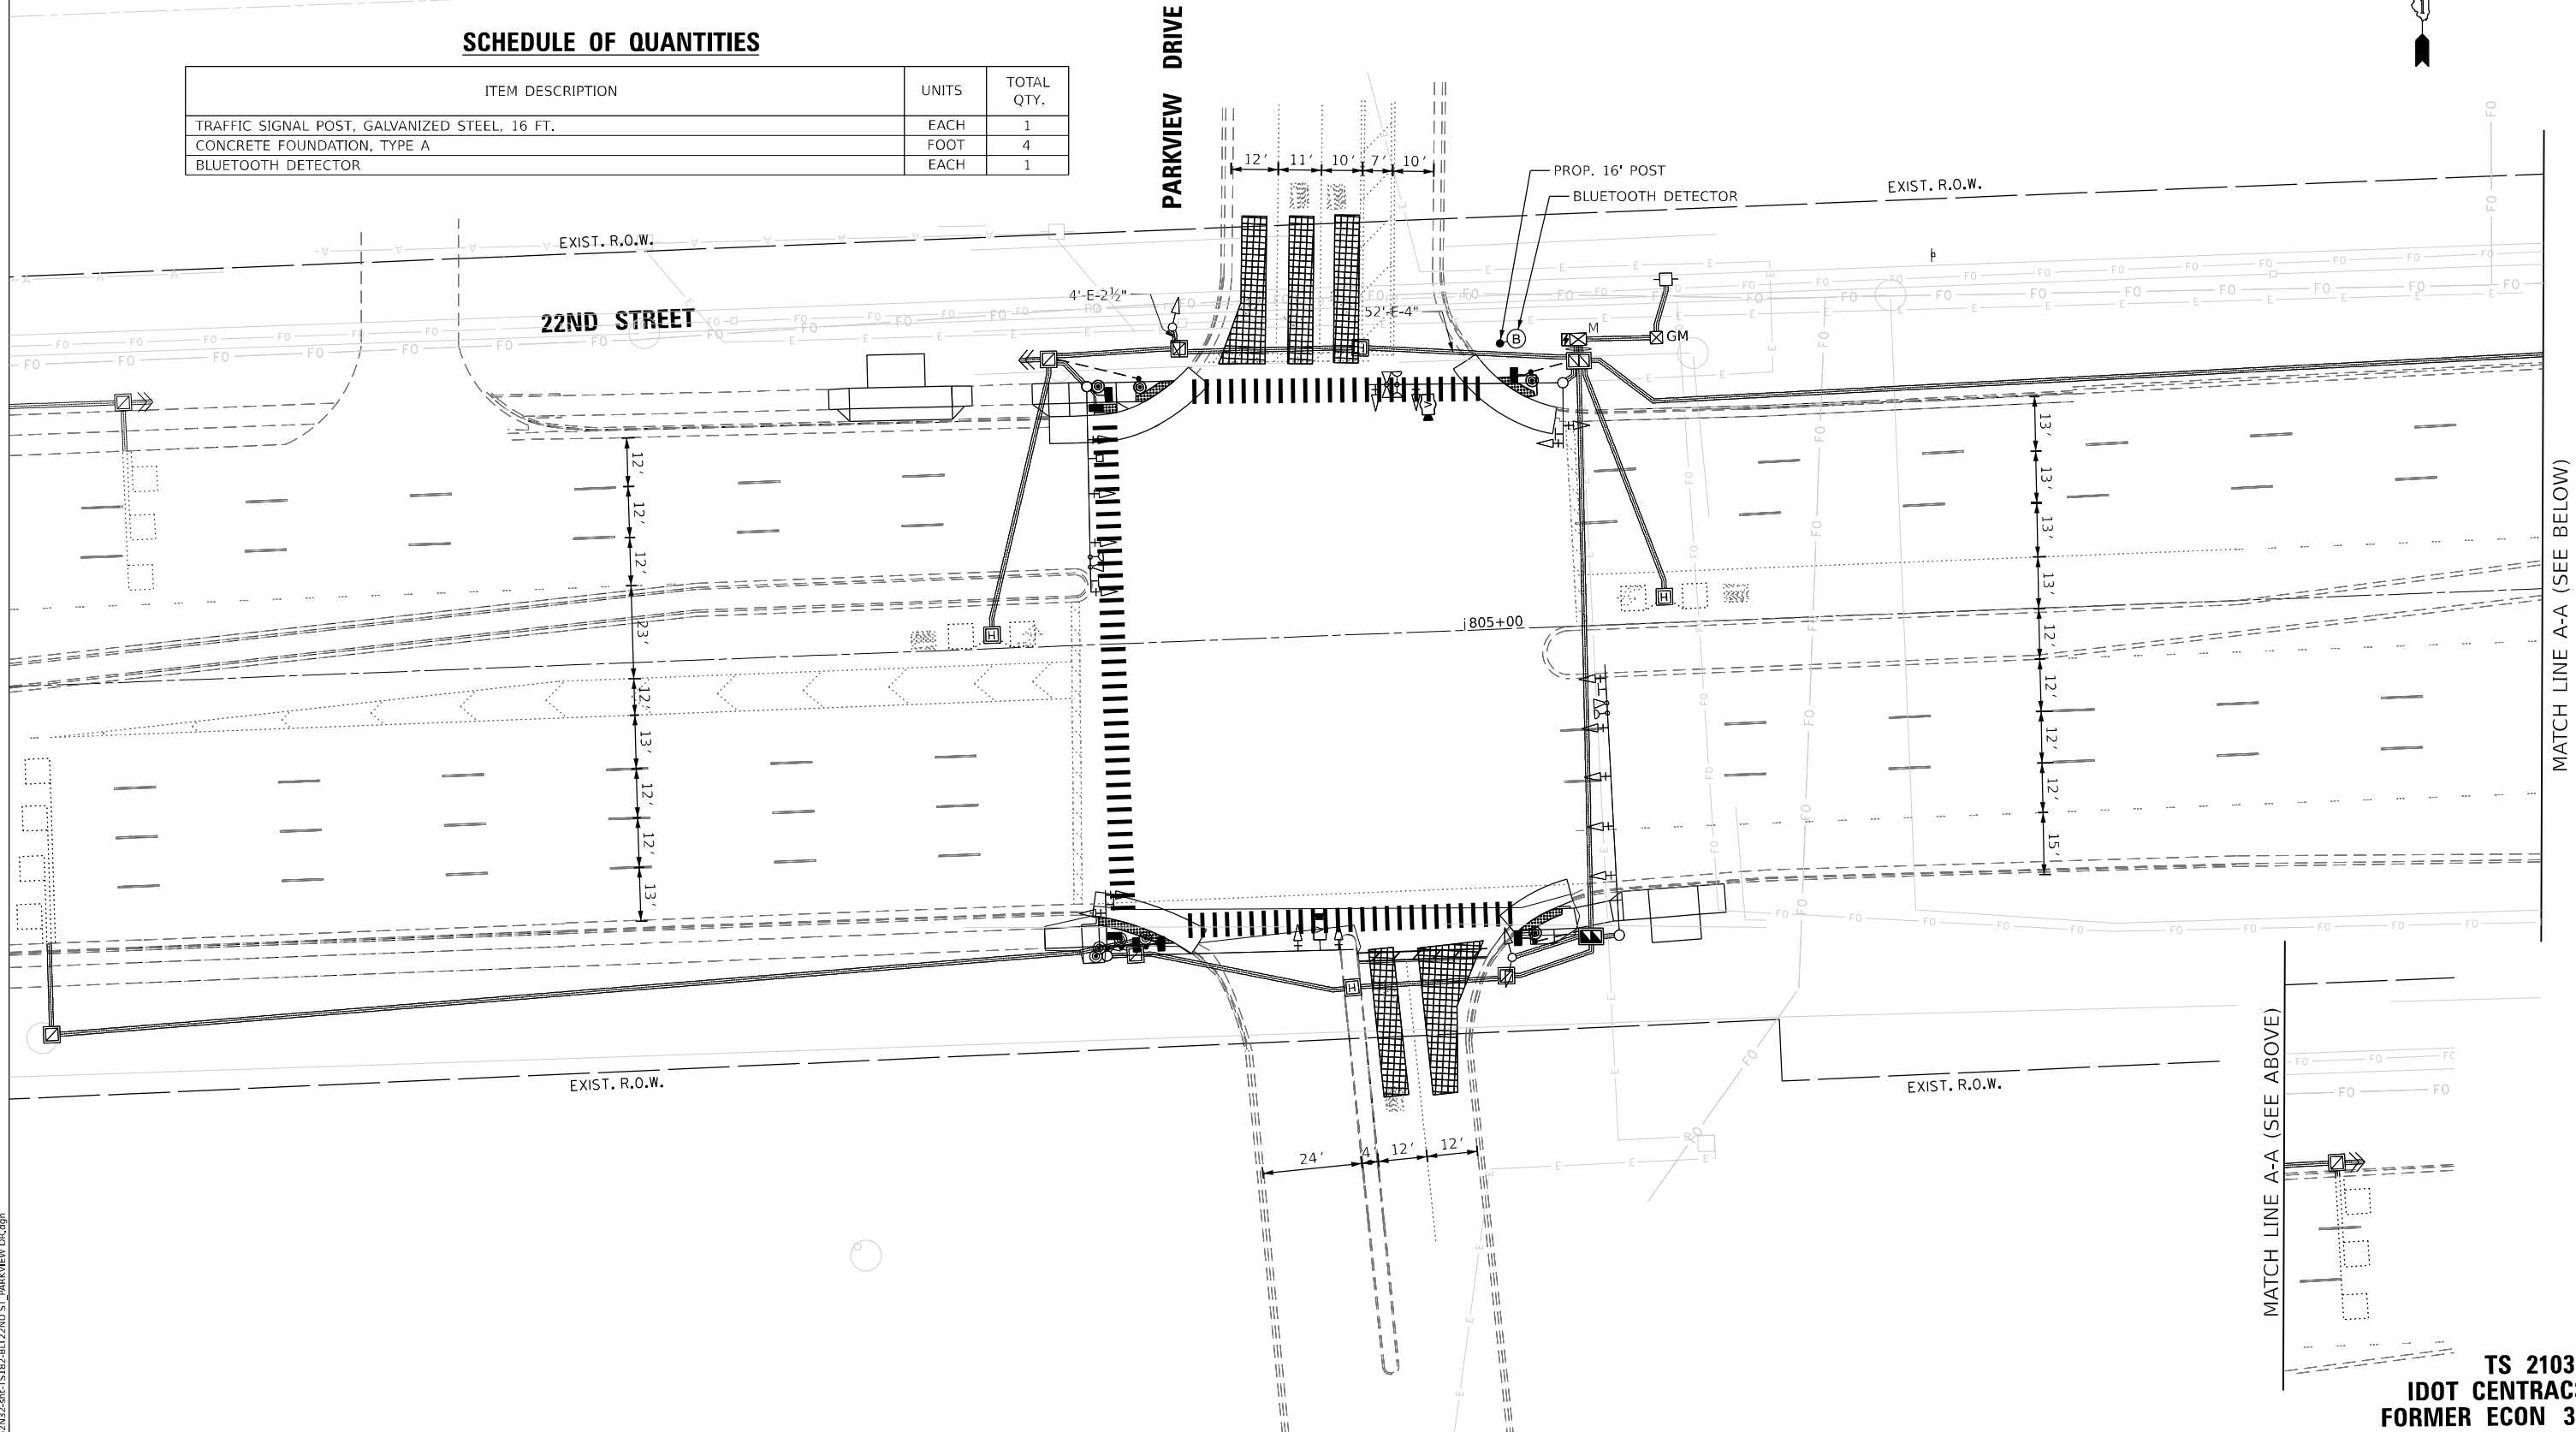 SCHEDULE OF QUANTITIES
ITEM DESCRIPTION UNITS TOTAL QTY.
TRAFFIC SIGNAL POST, GALVANIZED STEEL, 16 FT. EACH 1
CONCRETE FOUNDATION, TYPE A FOOT 4
BLUETOOTH DETECTOR EACH 1
PARKVIEW DRIVE
12' 11' 10' 7' 10'
PROP. 16' POST
BLUETOOTH DETECTOR
EXIST. R.O.W.
EXIST. R.O.W.
22ND STREET
4'-E-2½"
52'-E-4"
B
M
GM
H
H
H
H
805+00
12'
12'
12'
23'
12'
13'
12'
12'
13'
13'
13'
13'
13'
12'
12'
12'
12'
15'
MATCH LINE A-A (SEE BELOW)
EXIST. R.O.W.
EXIST. R.O.W.
24' 4' 12' 12'
MATCH LINE A-A (SEE ABOVE)
TS 2103
IDOT CENTRACS
FORMER ECON 3